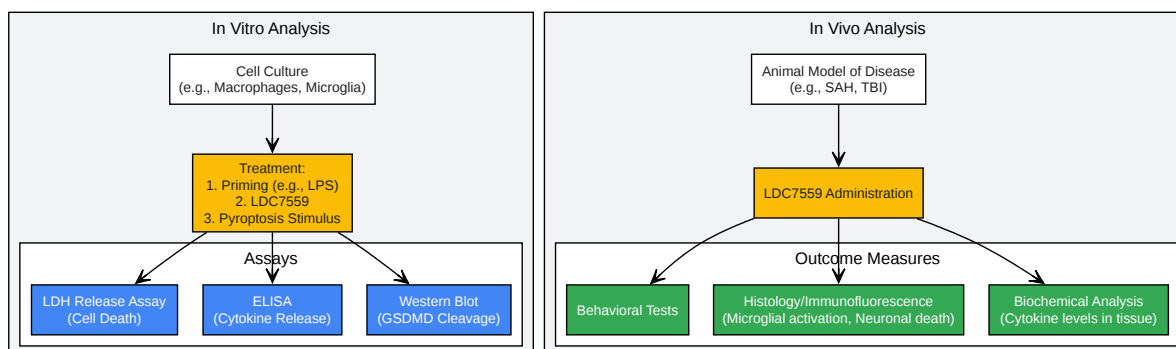 In Vitro Analysis
Cell Culture
(e.g., Macrophages, Microglia)
Treatment:
1. Priming (e.g., LPS)
2. LDC7559
3. Pyroptosis Stimulus
Assays
LDH Release Assay
(Cell Death)
ELISA
(Cytokine Release)
Western Blot
(GSDMD Cleavage)
In Vivo Analysis
Animal Model of Disease
(e.g., SAH, TBI)
LDC7559 Administration
Outcome Measures
Behavioral Tests
Histology/Immunofluorescence
(Microglial activation, Neuronal death)
Biochemical Analysis
(Cytokine levels in tissue)